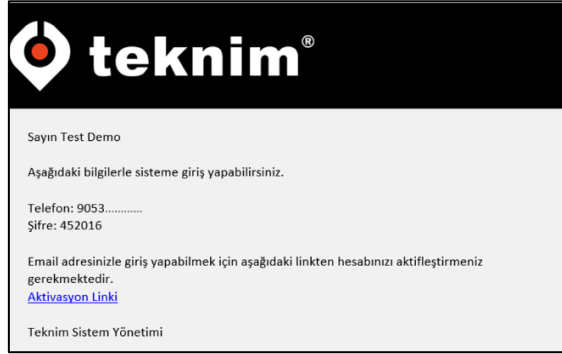 teknim®
Sayın Test Demo
Aşağıdaki bilgilerle sisteme giriş yapabilirsiniz.
Telefon: 9053............
Şifre: 452016
Email adresinizle giriş yapabilmek için aşağıdaki linkten hesabınızı aktifleştirmeniz
gerekmektedir.
Aktivasyon Linki
Teknim Sistem Yönetimi